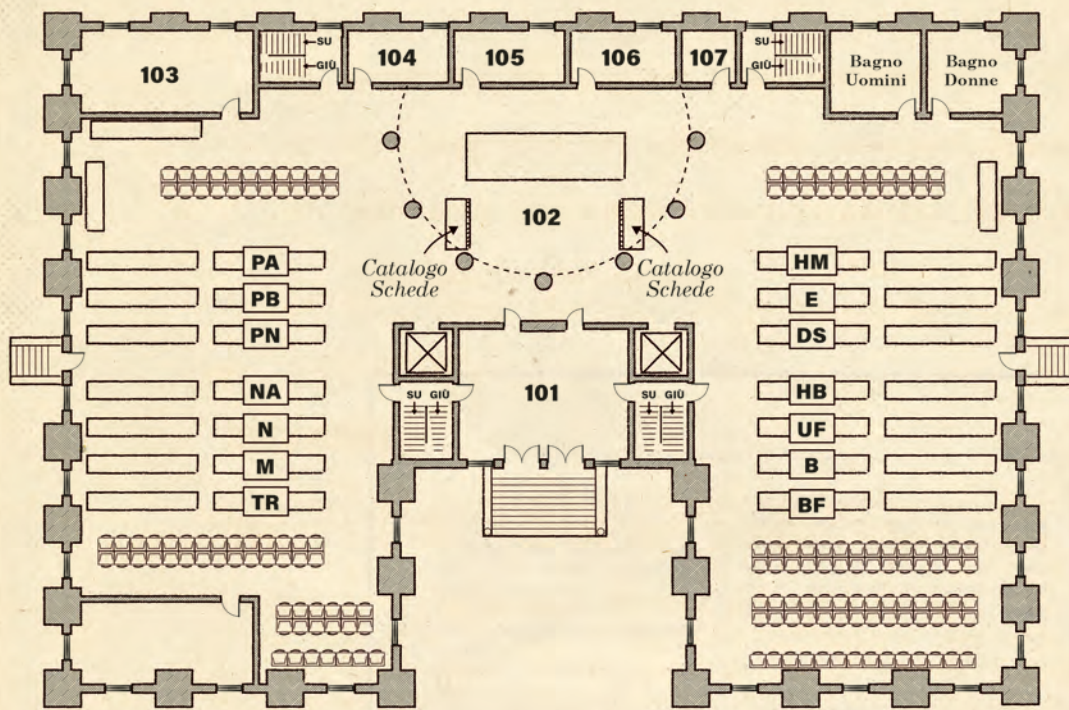 103
SU
GIÙ
104
105
106
107
SU
GIÙ
Bagno
Uomini
Bagno
Donne
102
Catalogo
Schede
Catalogo
Schede
PA
PB
PN
NA
N
M
TR
HM
E
DS
HB
UF
B
BF
101
SU GIÙ
SU GIÙ